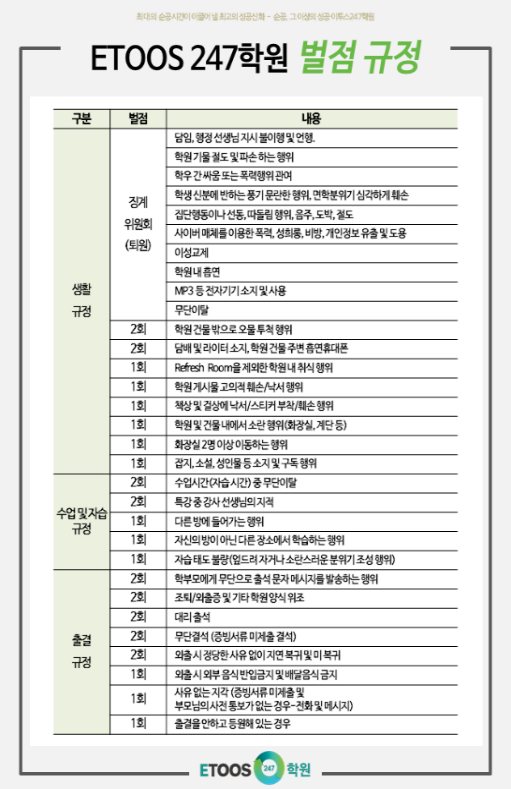 최대의 순공시간이 이끌어 낼 최고의 성공신화 - 순공, 그 이상의 성공 이투스247학원
ETOOS 247학원 벌점 규정
구분 벌점 내용
생활
규정
징계
위원회
(퇴원)
담임, 행정 선생님 지시 불이행 및 언행.
학원 기물 절도 및 파손 하는 행위
학우 간 싸움 또는 폭력행위 관여
학생 신분에 반하는 풍기 문란한 행위, 면학분위기 심각하게 훼손
집단행동이나 선동, 따돌림 행위, 음주, 도박, 절도
사이버 매체를 이용한 폭력, 성희롱, 비방, 개인정보 유출 및 도용
이성교제
학원 내 흡연
MP3 등 전자기기 소지 및 사용
무단이탈
2회 학원 건물 밖으로 오물 투척 행위
2회 담배 및 라이터 소지, 학원 건물 주변 흡연휴대폰
1회 Refresh Room을 제외한 학원 내 취식 행위
1회 학원 게시물 고의적 훼손/낙서 행위
1회 책상 및 걸상에 낙서/스티커 부착/훼손 행위
1회 학원 및 건물 내에서 소란 행위(화장실, 계단 등)
1회 화장실 2명 이상 이동하는 행위
1회 잡지, 소설, 성인물 등 소지 및 구독 행위
수업 및 자습
규정
2회 수업시간(자습 시간) 중 무단이탈
2회 특강 중 강사 선생님의 지적
1회 다른 방에 들어가는 행위
1회 자신의 방이 아닌 다른 장소에서 학습하는 행위
1회 자습 태도 불량(엎드려 자거나 소란스러운 분위기 조성 행위)
출결
규정
2회 학부모에게 무단으로 출석 문자 메시지를 발송하는 행위
2회 조퇴/외출증 및 기타 학원 양식 위조
2회 대리 출석
2회 무단결석 (증빙서류 미제출 결석)
2회 외출 시 정당한 사유 없이 지연 복귀 및 미 복귀
1회 외출 시 외부 음식 반입금지 및 배달음식 금지
1회 사유 없는 지각 (증빙서류 미제출 및
부모님의 사전 통보가 없는 경우-전화 및 메시지)
1회 출결을 안하고 등원해 있는 경우
ETOOS 247 학원